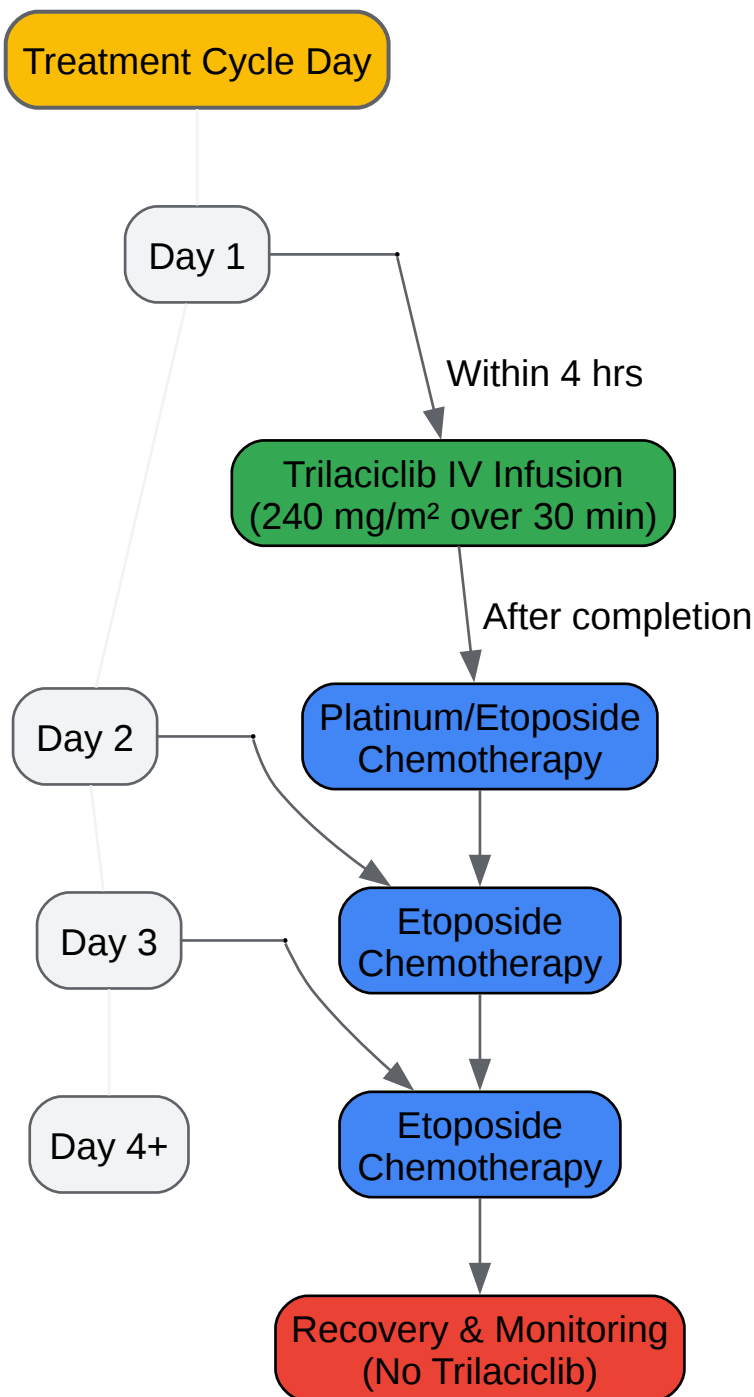 Treatment Cycle Day
Day 1
Within 4 hrs
Trilaciclib IV Infusion
(240 mg/m² over 30 min)
After completion
Day 2
Platinum/Etoposide
Chemotherapy
Day 3
Etoposide
Chemotherapy
Day 4+
Etoposide
Chemotherapy
Recovery & Monitoring
(No Trilaciclib)